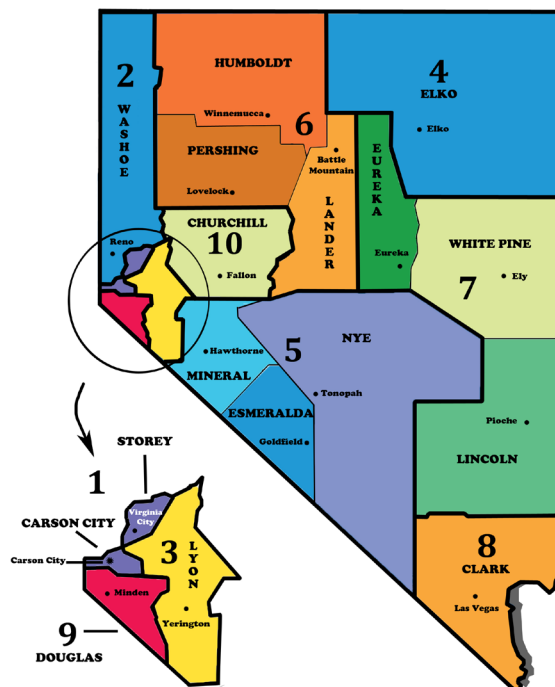 HUMBOLDT
2
WASHOE
4
ELKO
Winnemucca
6
Elko
PERSHING
Battle
Mountain
EUREKA
Lovelock
LANDER
CHURCHILL
10
Reno
Fallon
Eureka
WHITE PINE
Ely
7
NYE
5
Hawthorne
MINERAL
Tonopah
ESMERALDA
Goldfield
Pioche
LINCOLN
STOREY
1
Virginia
City
CARSON CITY
Carson City
3
LYON
Minden
Yerington
9
DOUGLAS
8
CLARK
Las Vegas